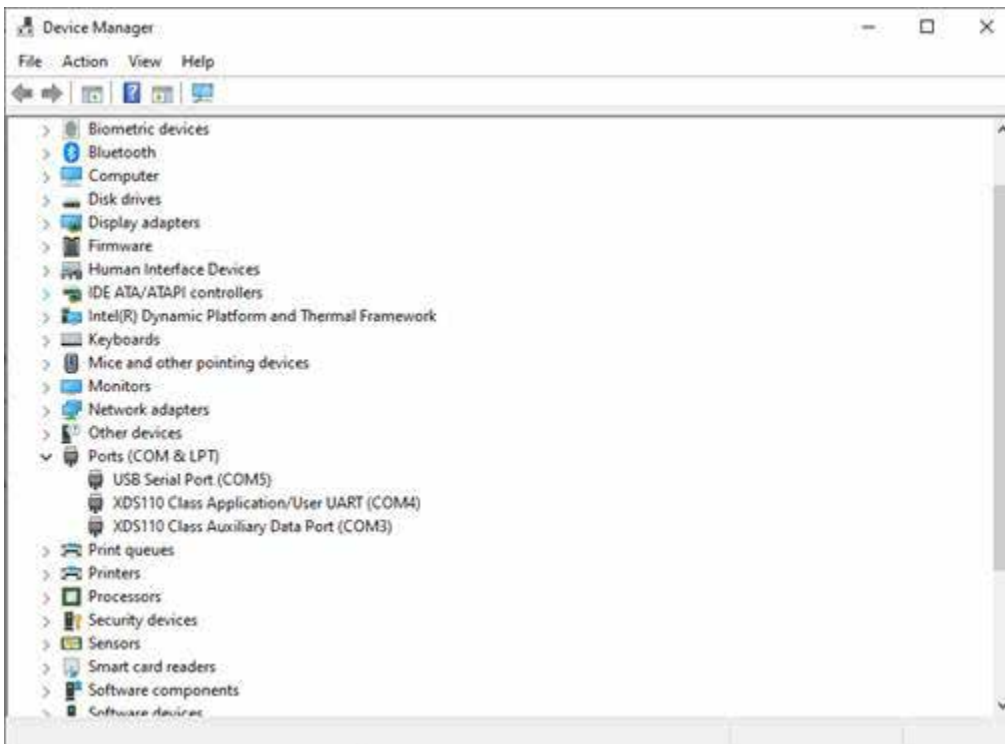 Device Manager
File Action View Help
Biometric devices
Bluetooth
Computer
Disk drives
Display adapters
Firmware
Human Interface Devices
IDE ATA/ATAPI controllers
Intel(R) Dynamic Platform and Thermal Framework
Keyboards
Mice and other pointing devices
Monitors
Network adapters
Other devices
Ports (COM & LPT)
USB Serial Port (COM5)
XDS110 Class Application/User UART (COM4)
XDS110 Class Auxiliary Data Port (COM3)
Print queues
Printers
Processors
Security devices
Sensors
Smart card readers
Software components
Software devices